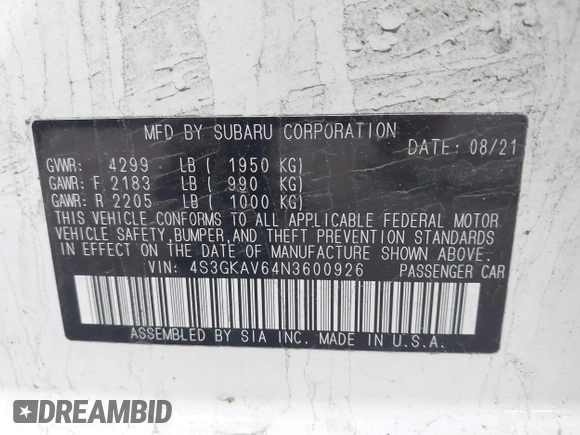 MFD BY SUBARU CORPORATION
DATE: 08/21
GVWR: 4299 LB ( 1950 KG)
GAWR: F 2183 LB ( 990 KG)
GAWR: R 2205 LB ( 1000 KG)
THIS VEHICLE CONFORMS TO ALL APPLICABLE FEDERAL MOTOR
VEHICLE SAFETY, BUMPER, AND THEFT PREVENTION STANDARDS
IN EFFECT ON THE DATE OF MANUFACTURE SHOWN ABOVE.
VIN: 4S3GKAV64N3600926 PASSENGER CAR
ASSEMBLED BY SIA INC. MADE IN U.S.A.
DREAMBID